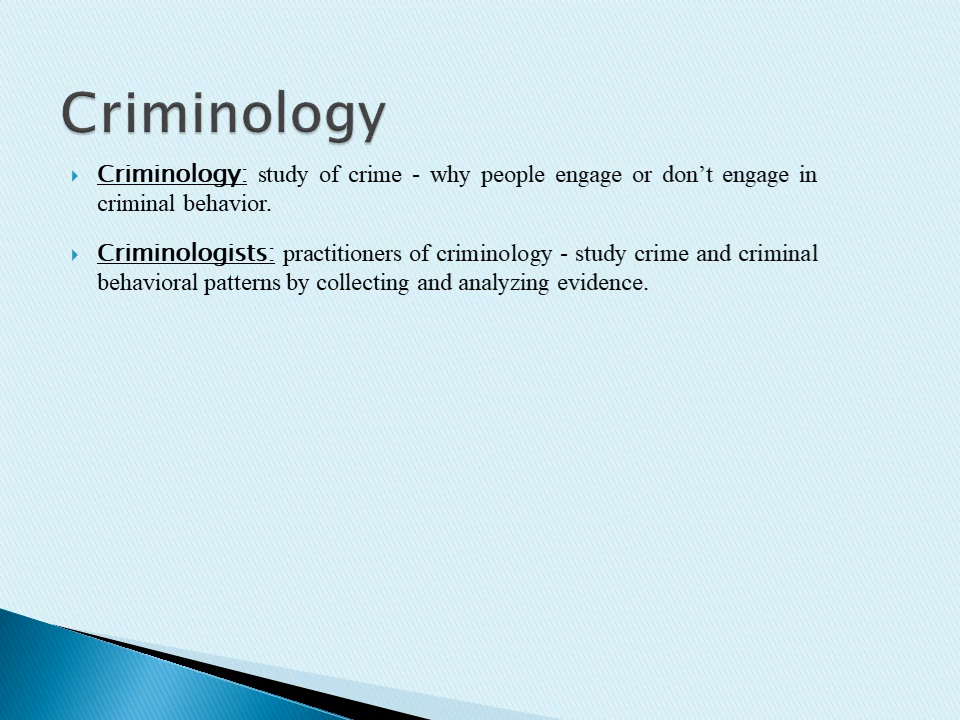 Criminology
Criminology: study of crime - why people engage or don’t engage in
criminal behavior.
Criminologists: practitioners of criminology - study crime and criminal
behavioral patterns by collecting and analyzing evidence.